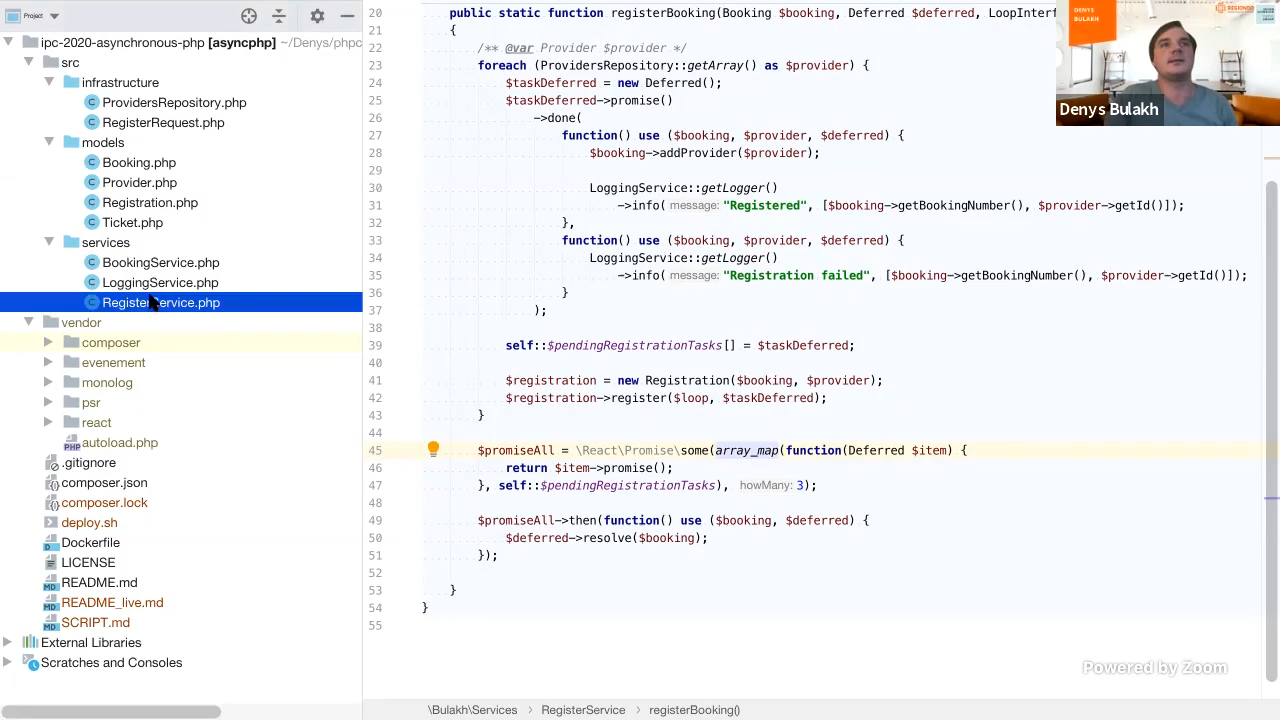 Project
ipc-2020-asynchronous-php [asyncphp] ~/Denys/phpc
src
infrastructure
ProvidersRepository.php
RegisterRequest.php
models
Booking.php
Provider.php
Registration.php
Ticket.php
services
BookingService.php
LoggingService.php
RegisterService.php
vendor
composer
evenement
monolog
psr
react
autoload.php
.gitignore
composer.json
composer.lock
deploy.sh
Dockerfile
LICENSE
README.md
README_live.md
SCRIPT.md
External Libraries
Scratches and Consoles
20 public static function registerBooking(Booking $booking, Deferred $deferred, LoopInterf
21 {
22 /** @var Provider $provider */
23 foreach (ProvidersRepository::getArray() as $provider) {
24 $taskDeferred = new Deferred();
25 $taskDeferred->promise()
26 ->done(
27 function() use ($booking, $provider, $deferred) {
28 $booking->addProvider($provider);
29
30 LoggingService::getLogger()
31 ->info( message: "Registered", [$booking->getBookingNumber(), $provider->getId()]);
32 },
33 function() use ($booking, $provider, $deferred) {
34 LoggingService::getLogger()
35 ->info( message: "Registration failed", [$booking->getBookingNumber(), $provider->getId()]);
36 }
37 );
38
39 self::$pendingRegistrationTasks[] = $taskDeferred;
40
41 $registration = new Registration($booking, $provider);
42 $registration->register($loop, $taskDeferred);
43 }
44
45 $promiseAll = \React\Promise\some(array_map(function(Deferred $item) {
46 return $item->promise();
47 }, self::$pendingRegistrationTasks), howMany: 3);
48
49 $promiseAll->then(function() use ($booking, $deferred) {
50 $deferred->resolve($booking);
51 });
52
53 }
54 }
55
\Bulakh\Services > RegisterService > registerBooking()
DENYS
BULAKH
REGIONDO
Denys Bulakh
Powered by Zoom